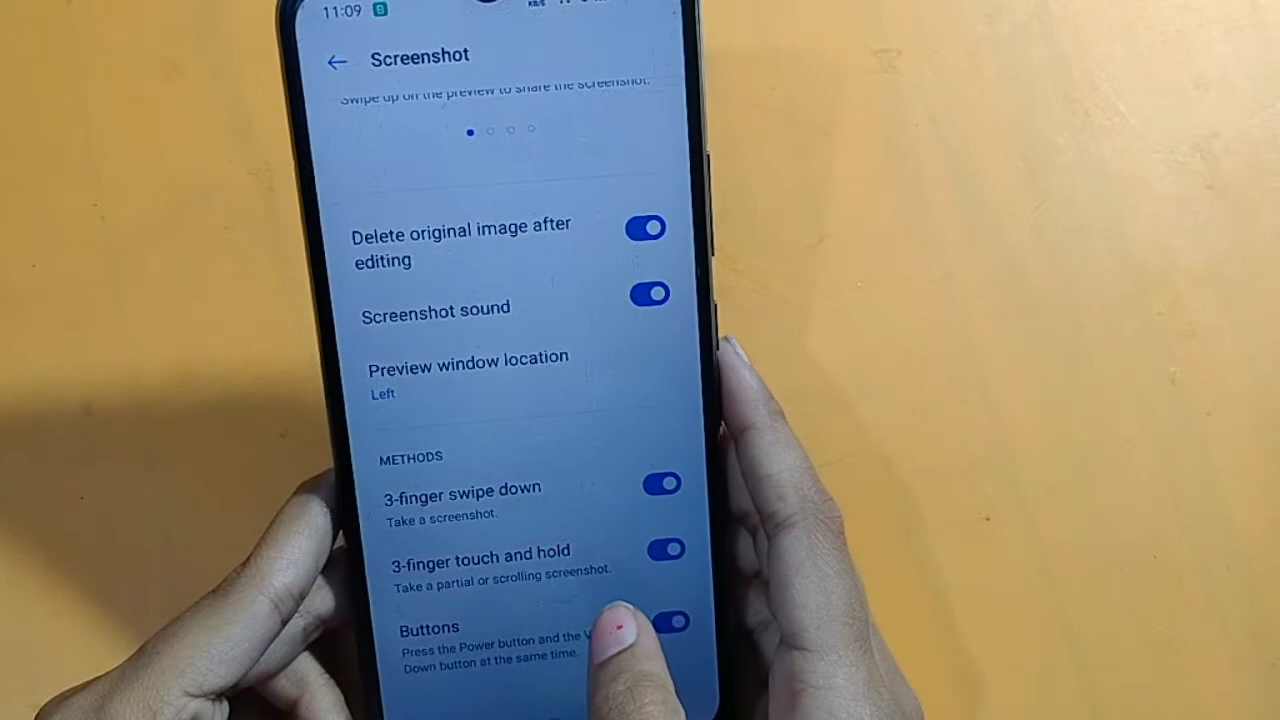 11:09
KB/S
Screenshot
Swipe up on the preview to share the screenshot.
Delete original image after
editing
Screenshot sound
Preview window location
Left
METHODS
3-finger swipe down
Take a screenshot.
3-finger touch and hold
Take a partial or scrolling screenshot.
Buttons
Press the Power button and the
Down button at the same time.